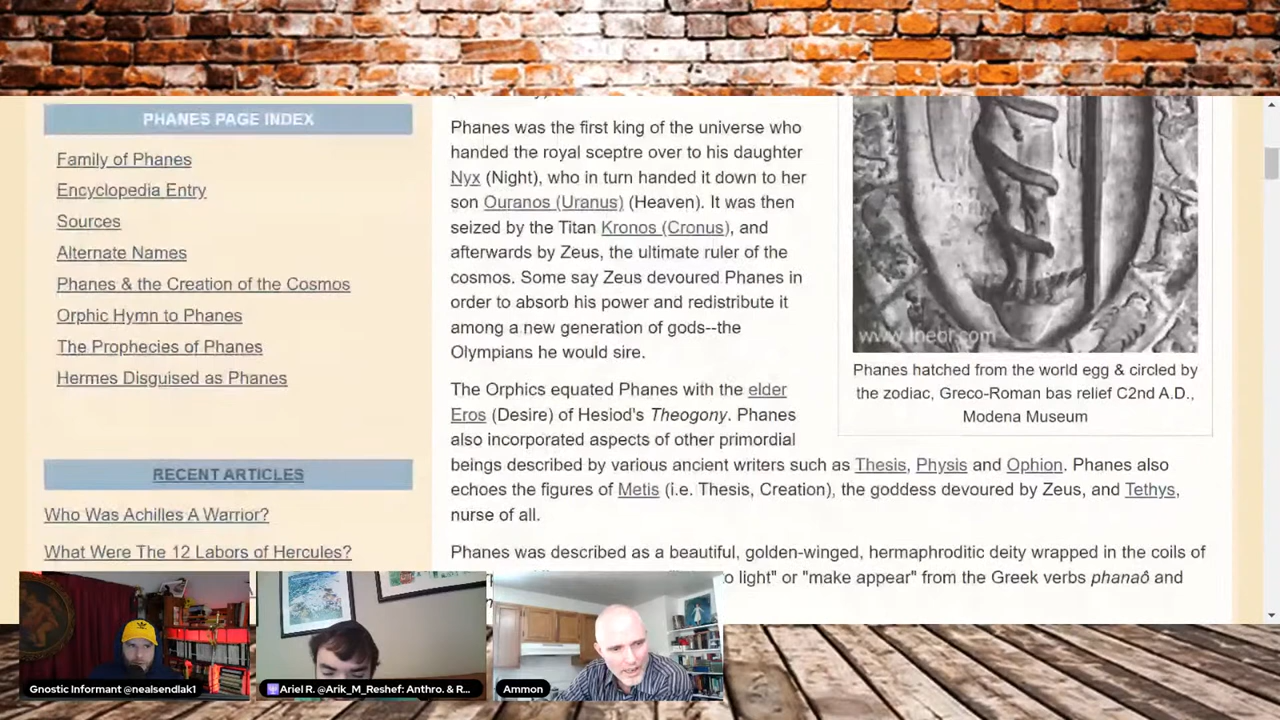 PHANES PAGE INDEX
Family of Phanes
Encyclopedia Entry
Sources
Alternate Names
Phanes & the Creation of the Cosmos
Orphic Hymn to Phanes
The Prophecies of Phanes
Hermes Disguised as Phanes
RECENT ARTICLES
Who Was Achilles A Warrior?
What Were The 12 Labors of Hercules?
Phanes was the first king of the universe who
handed the royal sceptre over to his daughter
Nyx (Night), who in turn handed it down to her
son Ouranos (Uranus) (Heaven). It was then
seized by the Titan Kronos (Cronus), and
afterwards by Zeus, the ultimate ruler of the
cosmos. Some say Zeus devoured Phanes in
order to absorb his power and redistribute it
among a new generation of gods--the
Olympians he would sire.
The Orphics equated Phanes with the elder
Eros (Desire) of Hesiod's Theogony. Phanes
also incorporated aspects of other primordial
beings described by various ancient writers such as Thesis, Physis and Ophion. Phanes also
echoes the figures of Metis (i.e. Thesis, Creation), the goddess devoured by Zeus, and Tethys,
nurse of all.
Phanes was described as a beautiful, golden-winged, hermaphroditic deity wrapped in the coils of
o light" or "make appear" from the Greek verbs phanaô and
Phanes hatched from the world egg & circled by
the zodiac, Greco-Roman bas relief C2nd A.D.,
Modena Museum
Gnostic Informant @nealsendlak1
Ariel R. @Arik_M_Reshef: Anthro. & R...
Ammon